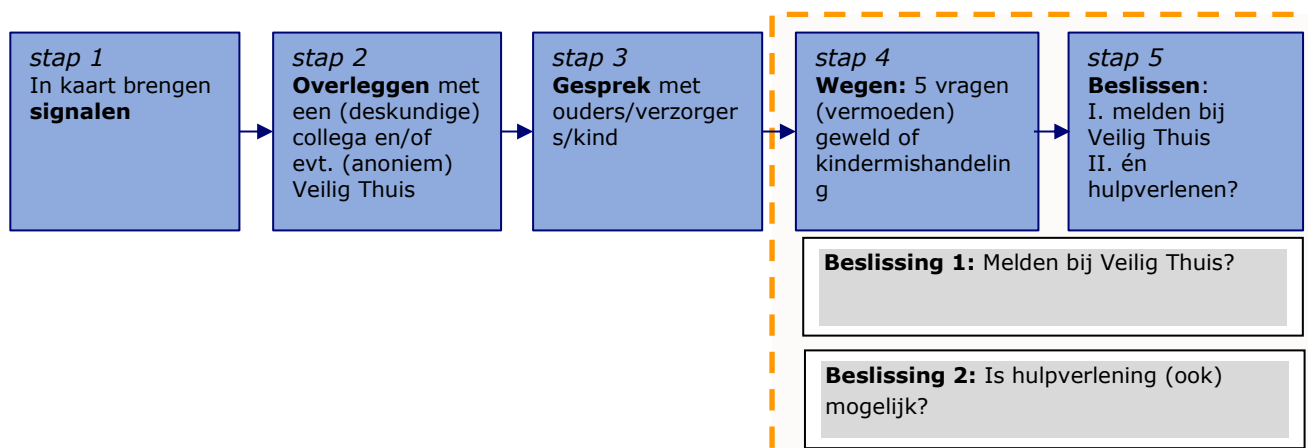 stap 1
In kaart brengen
signalen
stap 2
Overleggen met
een (deskundige)
collega en/of
evt. (anoniem)
Veilig Thuis
stap 3
Gesprek met
ouders/verzorger
s/kind
stap 4
Wegen: 5 vragen
(vermoeden)
geweld of
kindermishandelin
g
stap 5
Beslissen:
I. melden bij
Veilig Thuis
II. én
hulpverlenen?
Beslissing 1: Melden bij Veilig Thuis?
Beslissing 2: Is hulpverlening (ook)
mogelijk?